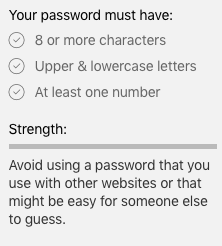 Your password must have:
8 or more characters
Upper & lowercase letters
At least one number
Strength:
Avoid using a password that you
use with other websites or that
might be easy for someone else
to guess.